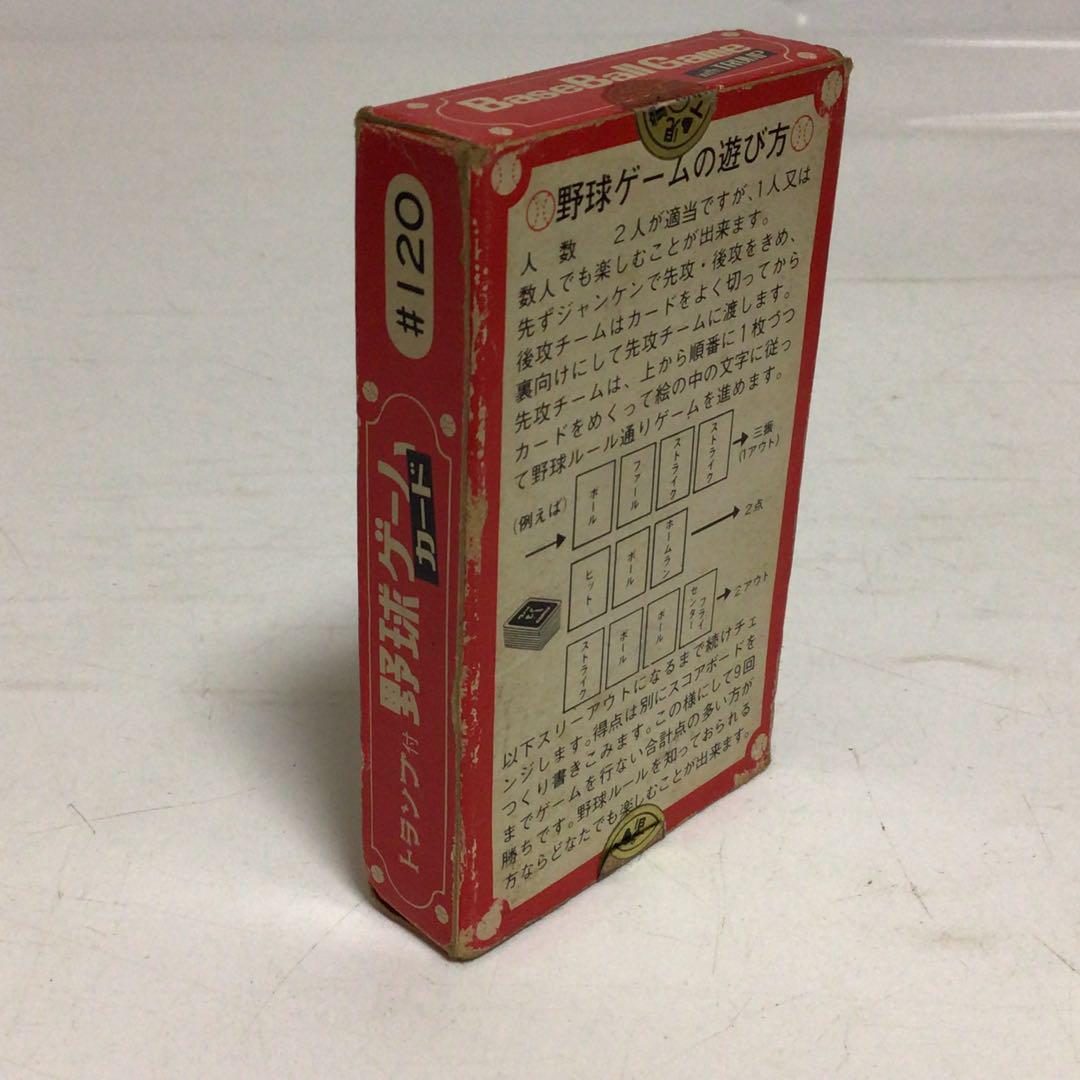 BaseBall Game
with TRUMP
#120
トランプ付 野球ゲーム
カード
野球ゲームの遊び方
人 数 2人が適当ですが、1人又は
数人でも楽しむことが出来ます。
先ずジャンケンで先攻・後攻をきめ、
後攻チームはカードをよく切ってから
裏向けにして先攻チームに渡します。
先攻チームは、上から順番に1枚づつ
カードをめくって絵の中の文字に従っ
て野球ルール通りゲームを進めます。
(例えば)
ボール
ファール
ストライク
ストライク
三振
(1アウト)
ヒット
ボール
ホームラン
2点
ストライク
ボール
ボール
センター
フライ
2アウト
以下スリーアウトになるまで続けチェ
ンジします。得点は別にスコアボードを
つくり書きこみます。この様にして9回
までゲームを行ない合計点の多い方が
勝ちです。野球ルールを知っておられる
方ならどなたでも楽しむことが出来ます。